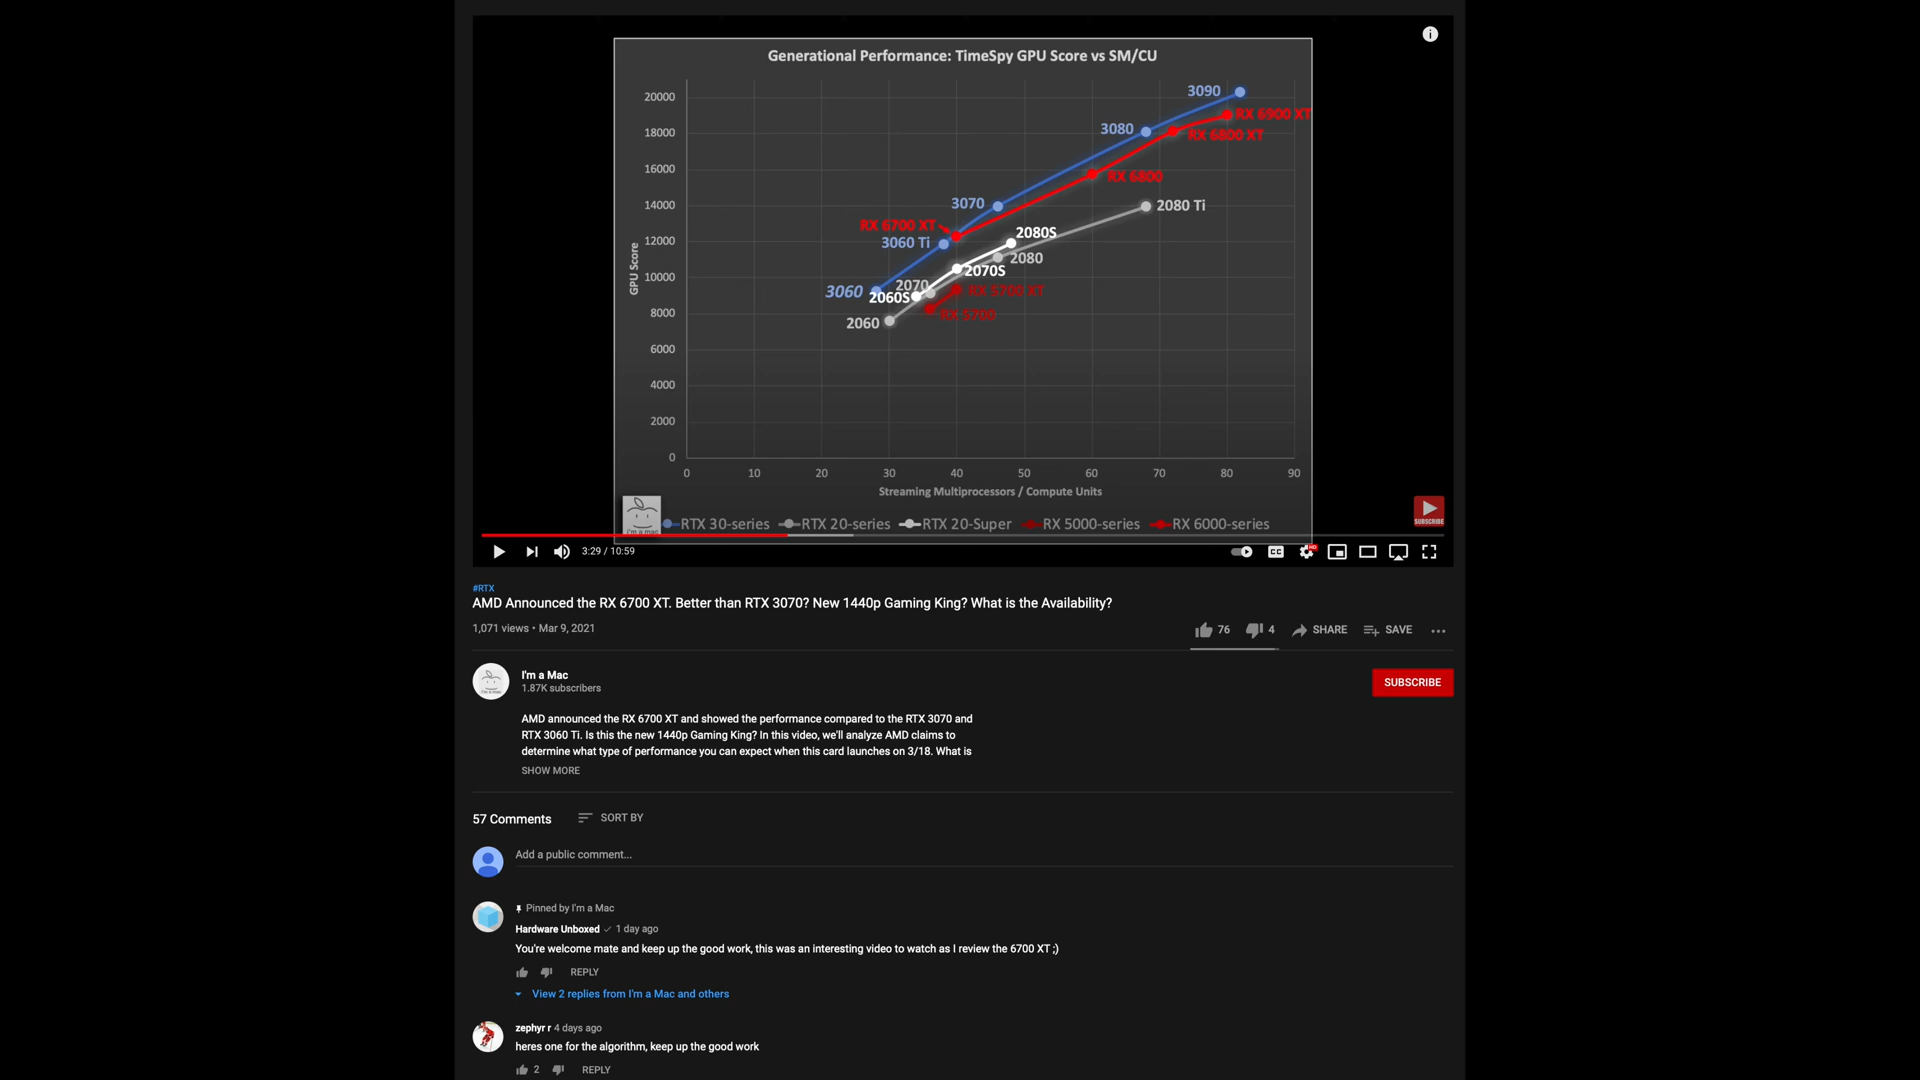 Generational Performance: TimeSpy GPU Score vs SM/CU
20000
18000
16000
14000
12000
10000
8000
6000
4000
2000
0
GPU Score
3090
RX 6900 XT
3080
RX 6800 XT
RX 6800
3070
2080 Ti
RX 6700 XT
3060 Ti
2080S
2080
2070S
2070
3060
2060S
RX 5700 XT
RX 5700
2060
0 10 20 30 40 50 60 70 80 90
Streaming Multiprocessors / Compute Units
I'm a mac
RTX 30-series RTX 20-series RTX 20-Super RX 5000-series RX 6000-series
SUBSCRIBE
3:29 / 10:59
CC
HD
#RTX
AMD Announced the RX 6700 XT. Better than RTX 3070? New 1440p Gaming King? What is the Availability?
1,071 views • Mar 9, 2021
76 4 SHARE SAVE
I'm a Mac
1.87K subscribers
SUBSCRIBE
AMD announced the RX 6700 XT and showed the performance compared to the RTX 3070 and
RTX 3060 Ti. Is this the new 1440p Gaming King? In this video, we'll analyze AMD claims to
determine what type of performance you can expect when this card launches on 3/18. What is
SHOW MORE
57 Comments SORT BY
Add a public comment...
Pinned by I'm a Mac
Hardware Unboxed 1 day ago
You're welcome mate and keep up the good work, this was an interesting video to watch as I review the 6700 XT ;)
REPLY
View 2 replies from I'm a Mac and others
zephyr r 4 days ago
heres one for the algorithm, keep up the good work
2 REPLY